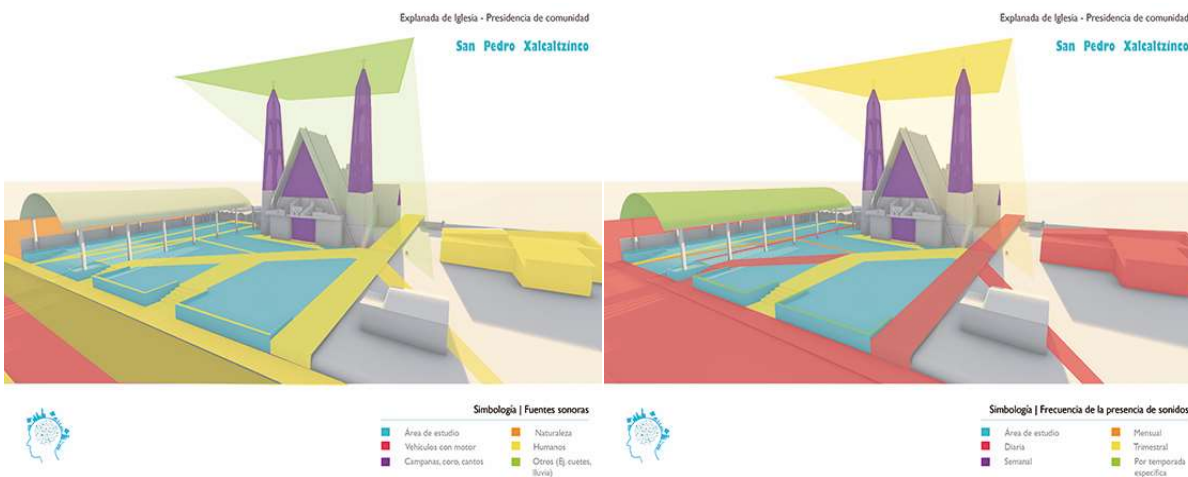 Explanada de Iglesia - Presidencia de comunidad
San Pedro Xalcaltzinco
Simbología | Fuentes sonoras
Área de estudio
Vehículos con motor
Campanas, coro, cantos
Naturaleza
Humanos
Otros (Ej. cuetes,
lluvia)
Explanada de Iglesia - Presidencia de comunidad
San Pedro Xalcaltzinco
Simbología | Frecuencia de la presencia de sonidos
Área de estudio
Diaria
Semanal
Mensual
Trimestral
Por temporada
específica